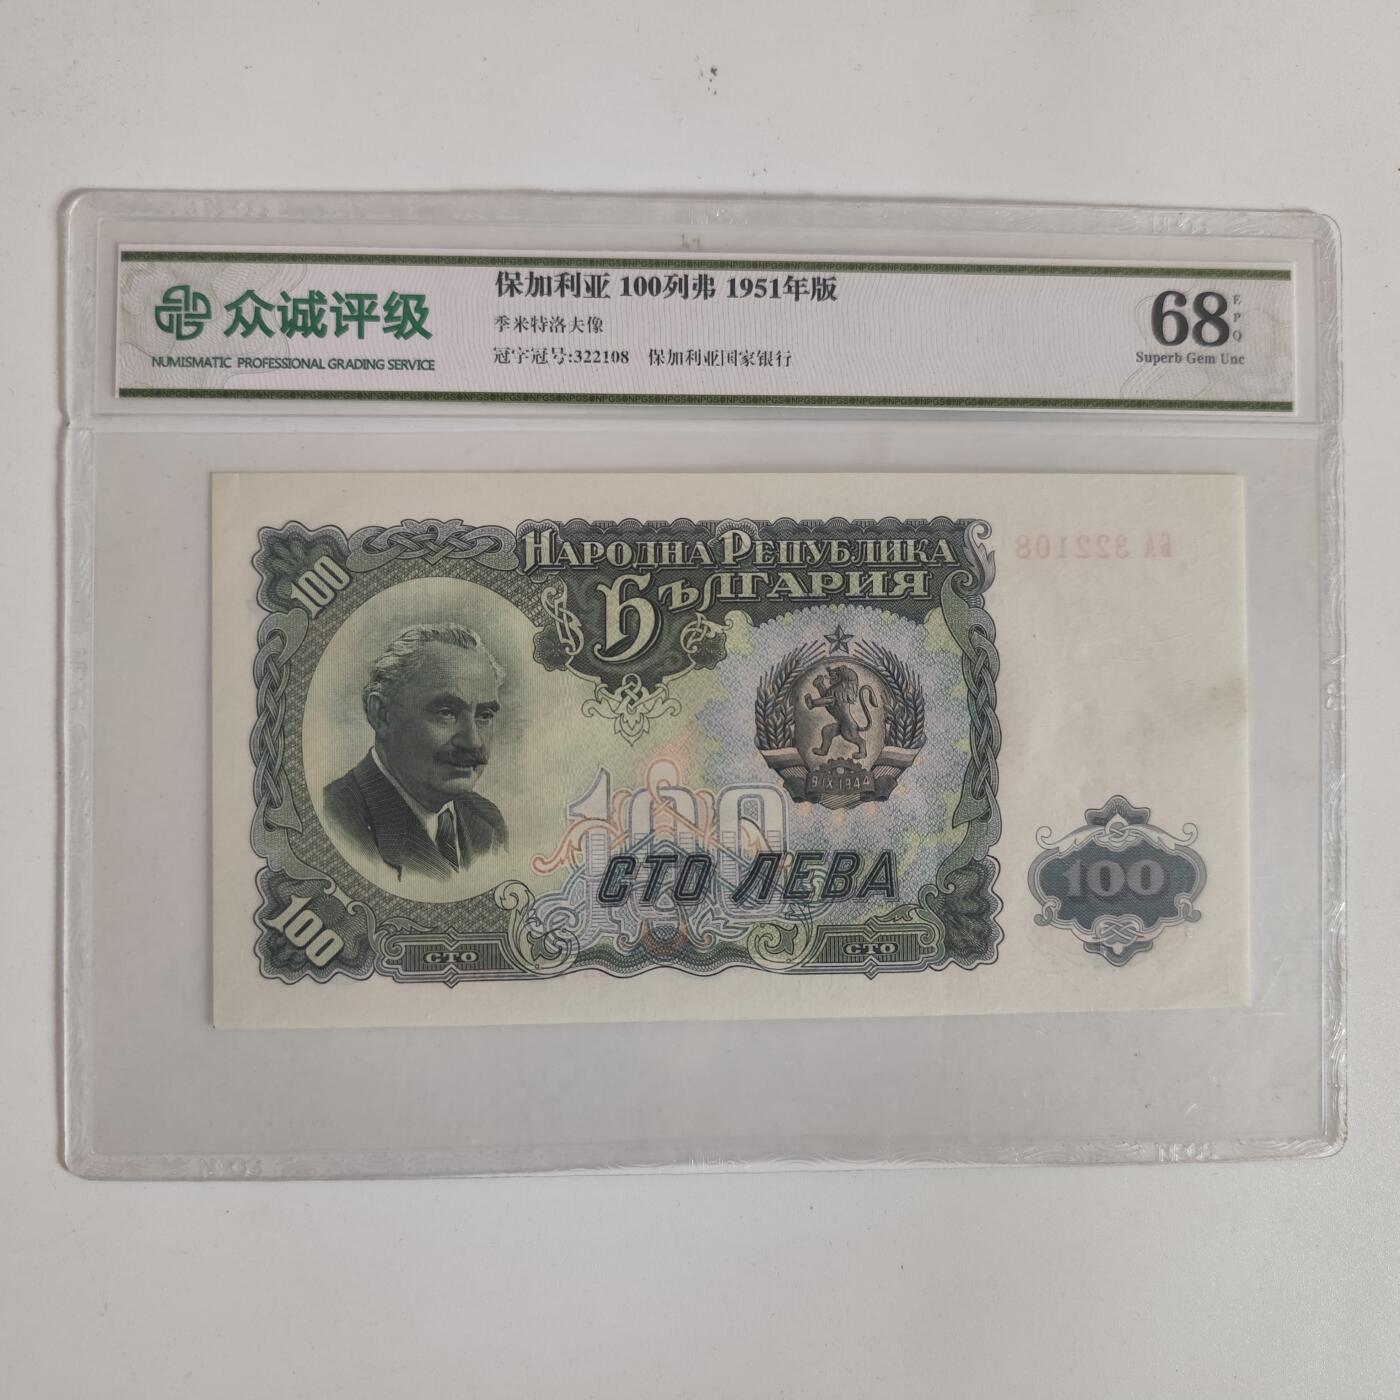 众诚评级
NUMISMATIC PROFESSIONAL GRADING SERVICE
保加利亚 100列弗 1951年版
季米特洛夫像
冠字冠号:322108 保加利亚国家银行
68 EPQ
Superb Gem Unc
100
НАРОДНА РЕПУБЛИКА
БЪЛГАРИЯ
БА 322108
9 IX 1944
100
СТО ЛЕВА
100
100
СТО
СТО